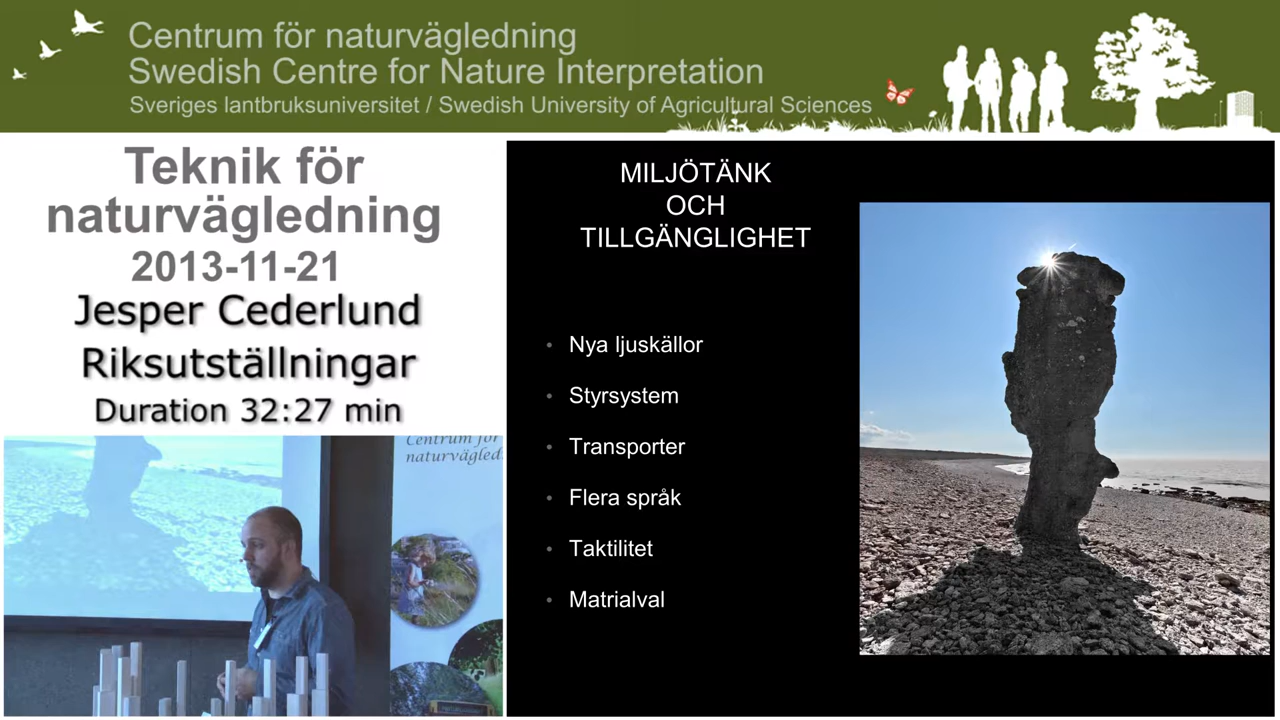 Centrum för naturvägledning
Swedish Centre for Nature Interpretation
Sveriges lantbruksuniversitet / Swedish University of Agricultural Sciences
Teknik för
naturvägledning
2013-11-21
Jesper Cederlund
Riksutställningar
Duration 32:27 min
Centrum för
naturvägled
MILJÖTÄNK
OCH
TILLGÄNGLIGHET
• Nya ljuskällor
• Styrsystem
• Transporter
• Flera språk
• Taktilitet
• Matrialval